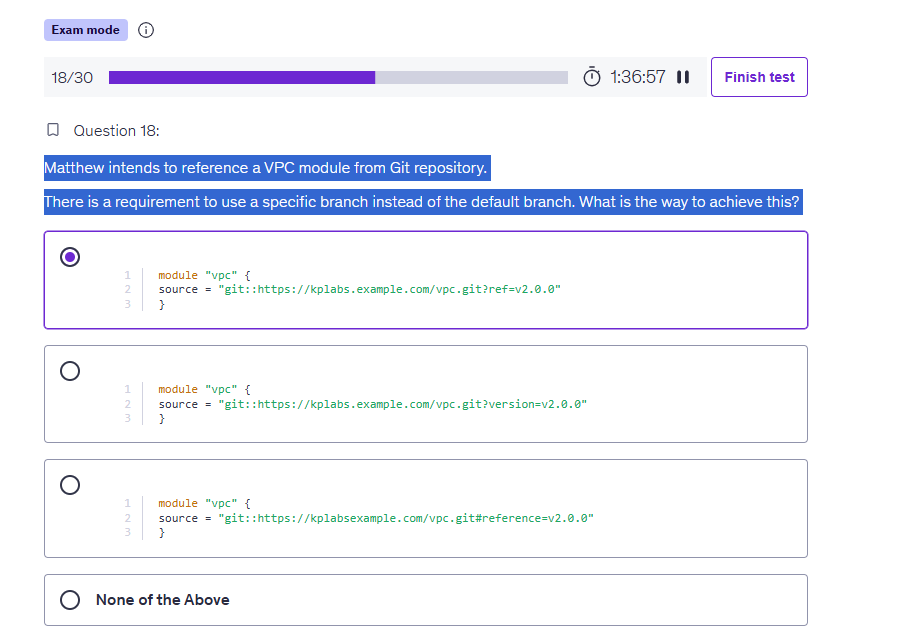 Exam mode
18/30 1:36:57 Finish test
Question 18:
Matthew intends to reference a VPC module from Git repository.
There is a requirement to use a specific branch instead of the default branch. What is the way to achieve this?
1 module "vpc" {
2 source = "git::https://kplabs.example.com/vpc.git?ref=v2.0.0"
3 }
1 module "vpc" {
2 source = "git::https://kplabs.example.com/vpc.git?version=v2.0.0"
3 }
1 module "vpc" {
2 source = "git::https://kplabsexample.com/vpc.git#reference=v2.0.0"
3 }
None of the Above